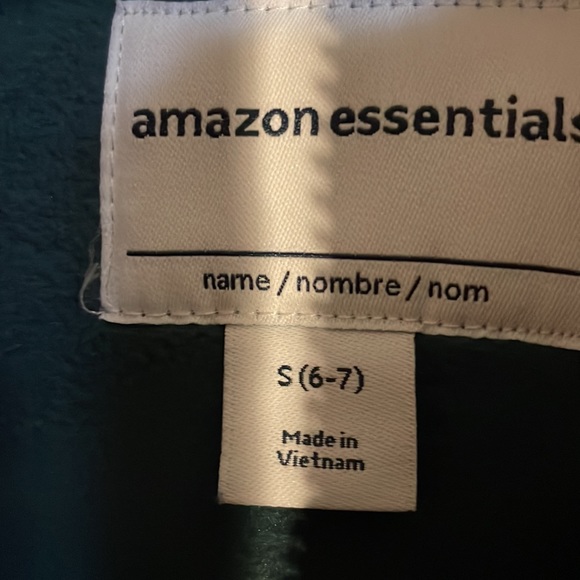 amazon essentials
name / nombre / nom
S (6-7)
Made in
Vietnam